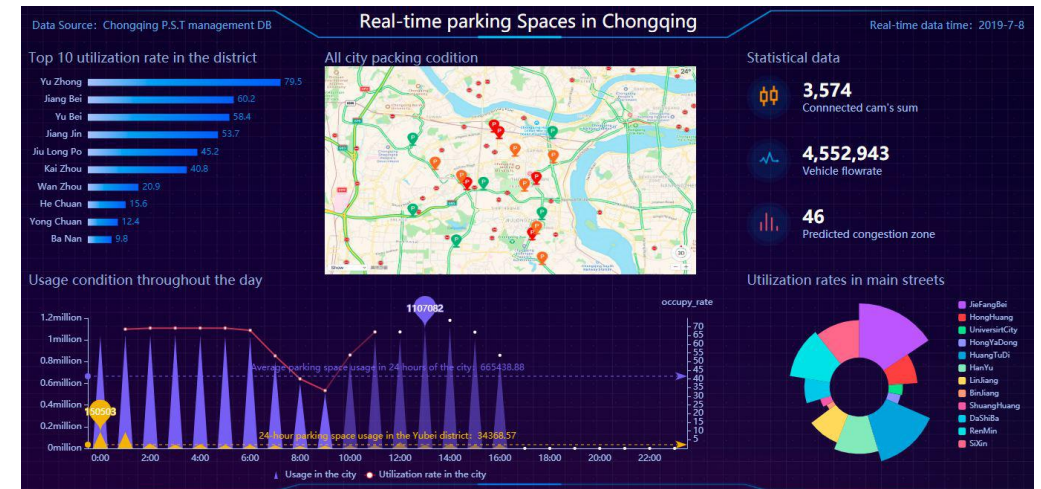 Data Source: Chongqing P.S.T management DB
Real-time parking Spaces in Chongqing
Real-time data time: 2019-7-8
Top 10 utilization rate in the district
Yu Zhong 79.5
Jiang Bei 60.2
Yu Bei 58.4
Jiang Jin 53.7
Jiu Long Po 45.2
Kai Zhou 40.8
Wan Zhou 20.9
He Chuan 15.6
Yong Chuan 12.4
Ba Nan 9.8
All city packing codition
24°
3D
Statistical data
3,574
Connnected cam's sum
4,552,943
Vehicle flowrate
46
Predicted congestion zone
Usage condition throughout the day
occupy_rate
1107082
1.2million
1million
0.8million
0.6million
0.4million
0.2million
0million
150503
Average parking space usage in 24 hours of the city: 665438.88
24-hour parking space usage in the Yubei district: 34368.57
70
65
60
55
50
45
40
35
30
25
20
15
10
5
0:00 2:00 4:00 6:00 8:00 10:00 12:00 14:00 16:00 18:00 20:00 22:00
Usage in the city Utilization rate in the city
Utilization rates in main streets
JieFangBei
HongHuang
UniversirtCity
HongYaDong
HuangTuDi
HanYu
LinJiang
BinJiang
ShuangHuang
DaShiBa
RenMin
SiXin